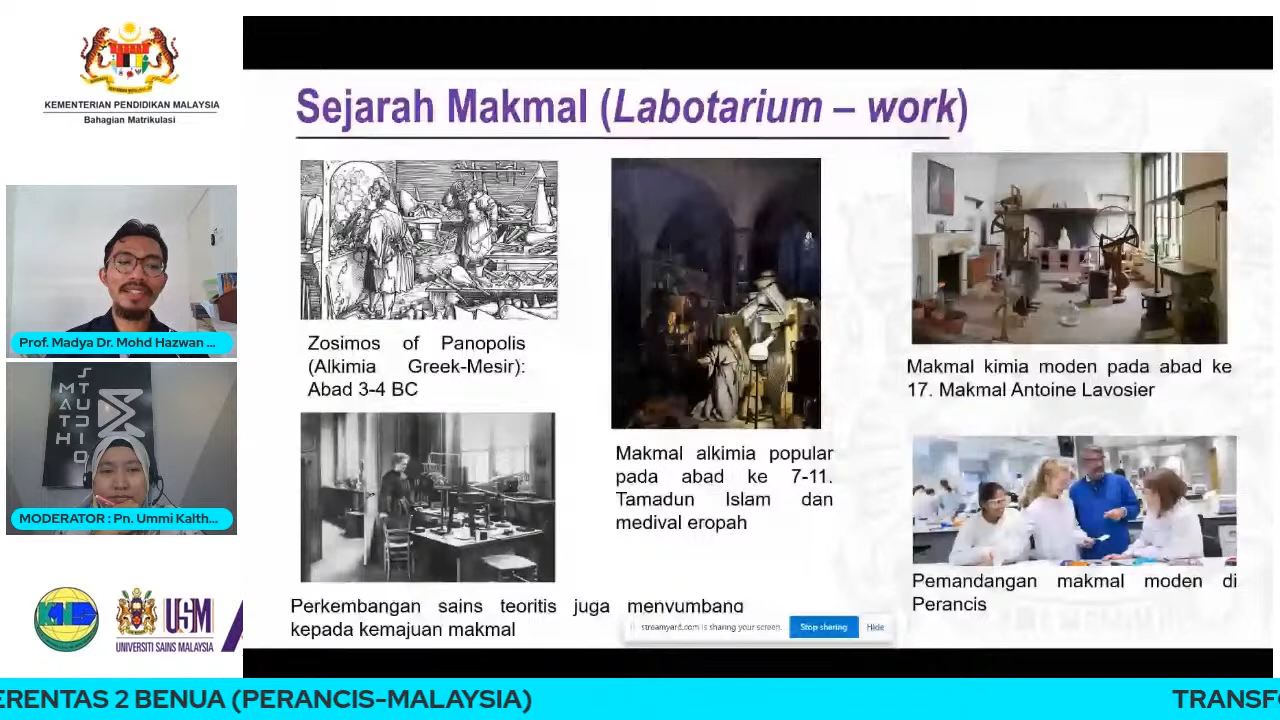 KEMENTERIAN PENDIDIKAN MALAYSIA
Bahagian Matrikulasi
Prof. Madya Dr. Mohd Hazwan ...
MATH
STUDIO
MODERATOR : Pn. Ummi Kalth...
USM
UNIVERSITI SAINS MALAYSIA
Sejarah Makmal (Labotarium – work)
Zosimos of Panopolis
(Alkimia Greek-Mesir):
Abad 3-4 BC
Makmal alkimia popular
pada abad ke 7-11.
Tamadun Islam dan
medival eropah
Makmal kimia moden pada abad ke
17. Makmal Antoine Lavosier
Perkembangan sains teoritis juga menyumbang
kepada kemajuan makmal
Pemandangan makmal moden di
Perancis
streamyard.com is sharing your screen.
Stop sharing
Hide
ERENTAS 2 BENUA (PERANCIS-MALAYSIA)
TRANSFO